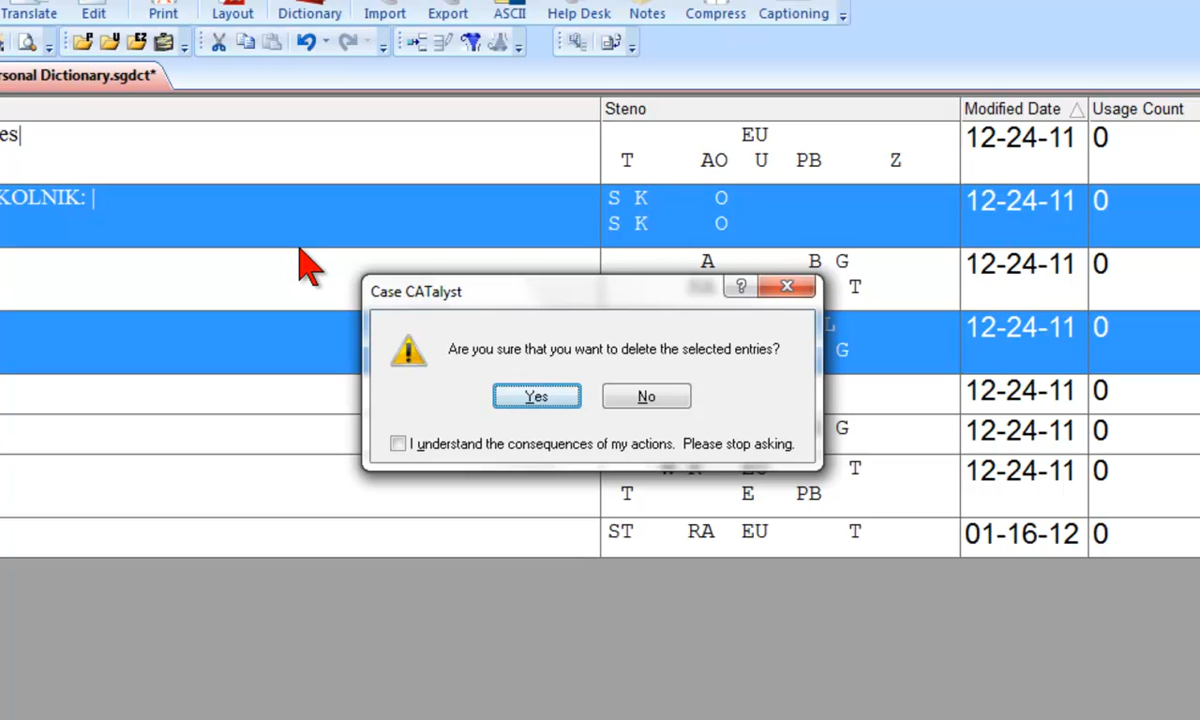 Translate Edit Print Layout Dictionary Import Export ASCII Help Desk Notes Compress Captioning
rsonal Dictionary.sgdct*
Steno Modified Date Usage Count
es EU 12-24-11 0
T AO U PB Z
KOLNIK: S K O 12-24-11 0
S K O
A B G 12-24-11 0
T
L 12-24-11 0
G
12-24-11 0
G 12-24-11 0
T 12-24-11 0
T E PB
ST RA EU T 01-16-12 0
Case CATalyst
?
Are you sure that you want to delete the selected entries?
Yes No
I understand the consequences of my actions. Please stop asking.